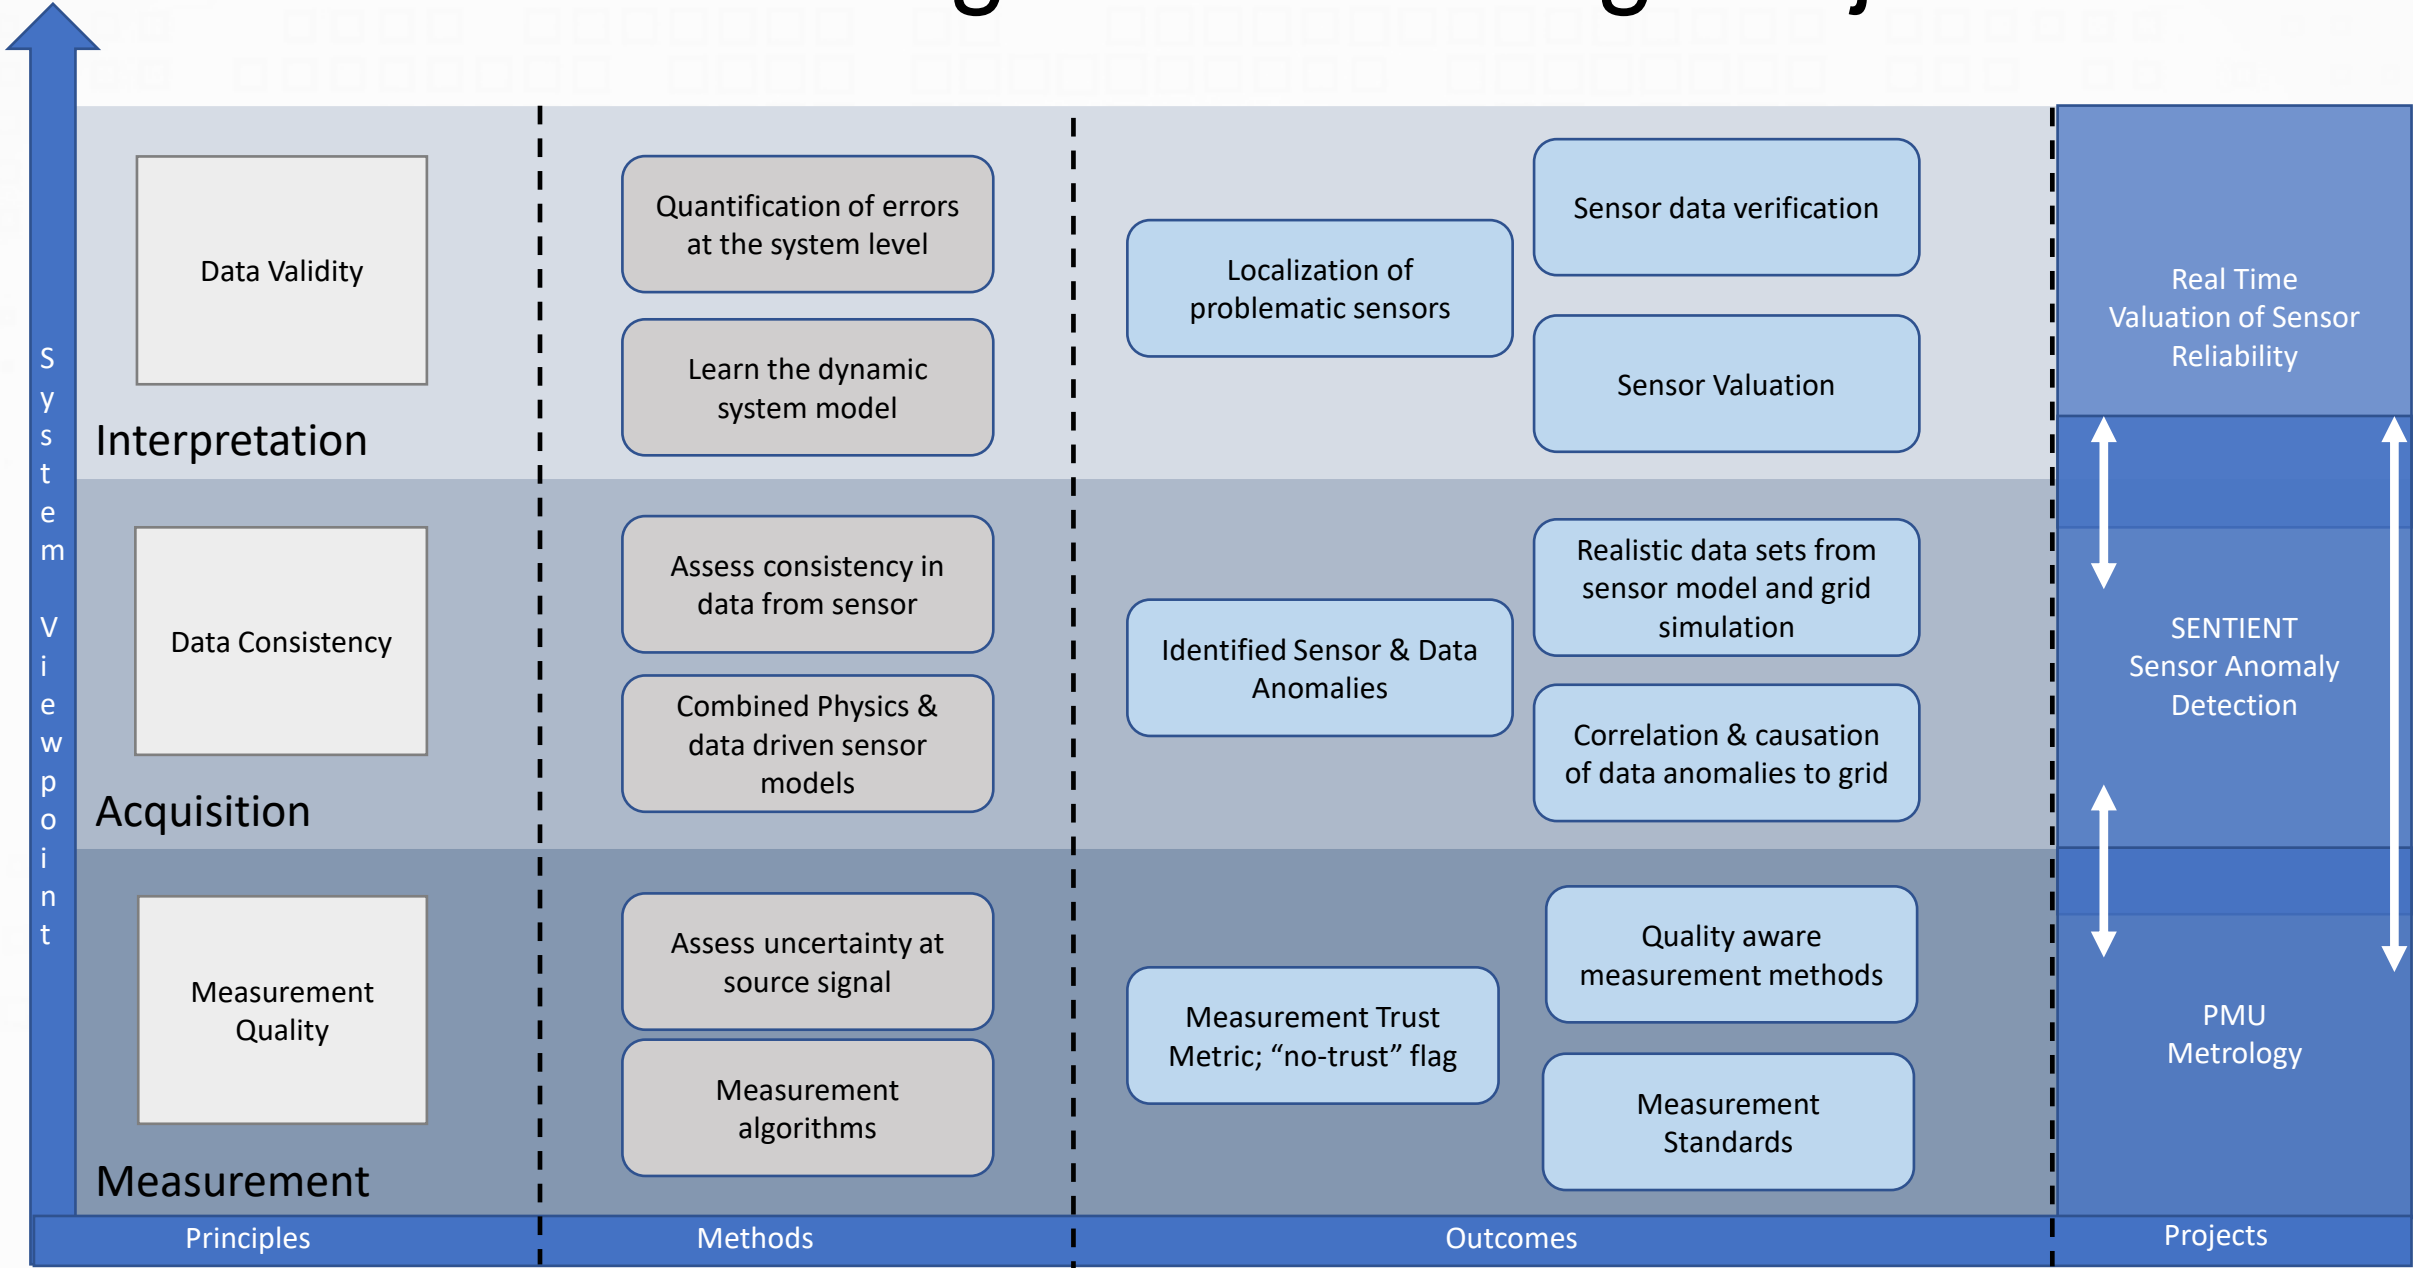 System Viewpoint
Data Validity
Interpretation
Quantification of errors
at the system level
Learn the dynamic
system model
Localization of
problematic sensors
Sensor data verification
Sensor Valuation
Real Time
Valuation of Sensor
Reliability
Data Consistency
Acquisition
Assess consistency in
data from sensor
Combined Physics &
data driven sensor
models
Identified Sensor & Data
Anomalies
Realistic data sets from
sensor model and grid
simulation
Correlation & causation
of data anomalies to grid
SENTIENT
Sensor Anomaly
Detection
Measurement
Quality
Measurement
Assess uncertainty at
source signal
Measurement
algorithms
Measurement Trust
Metric; “no-trust” flag
Quality aware
measurement methods
Measurement
Standards
PMU
Metrology
Principles
Methods
Outcomes
Projects